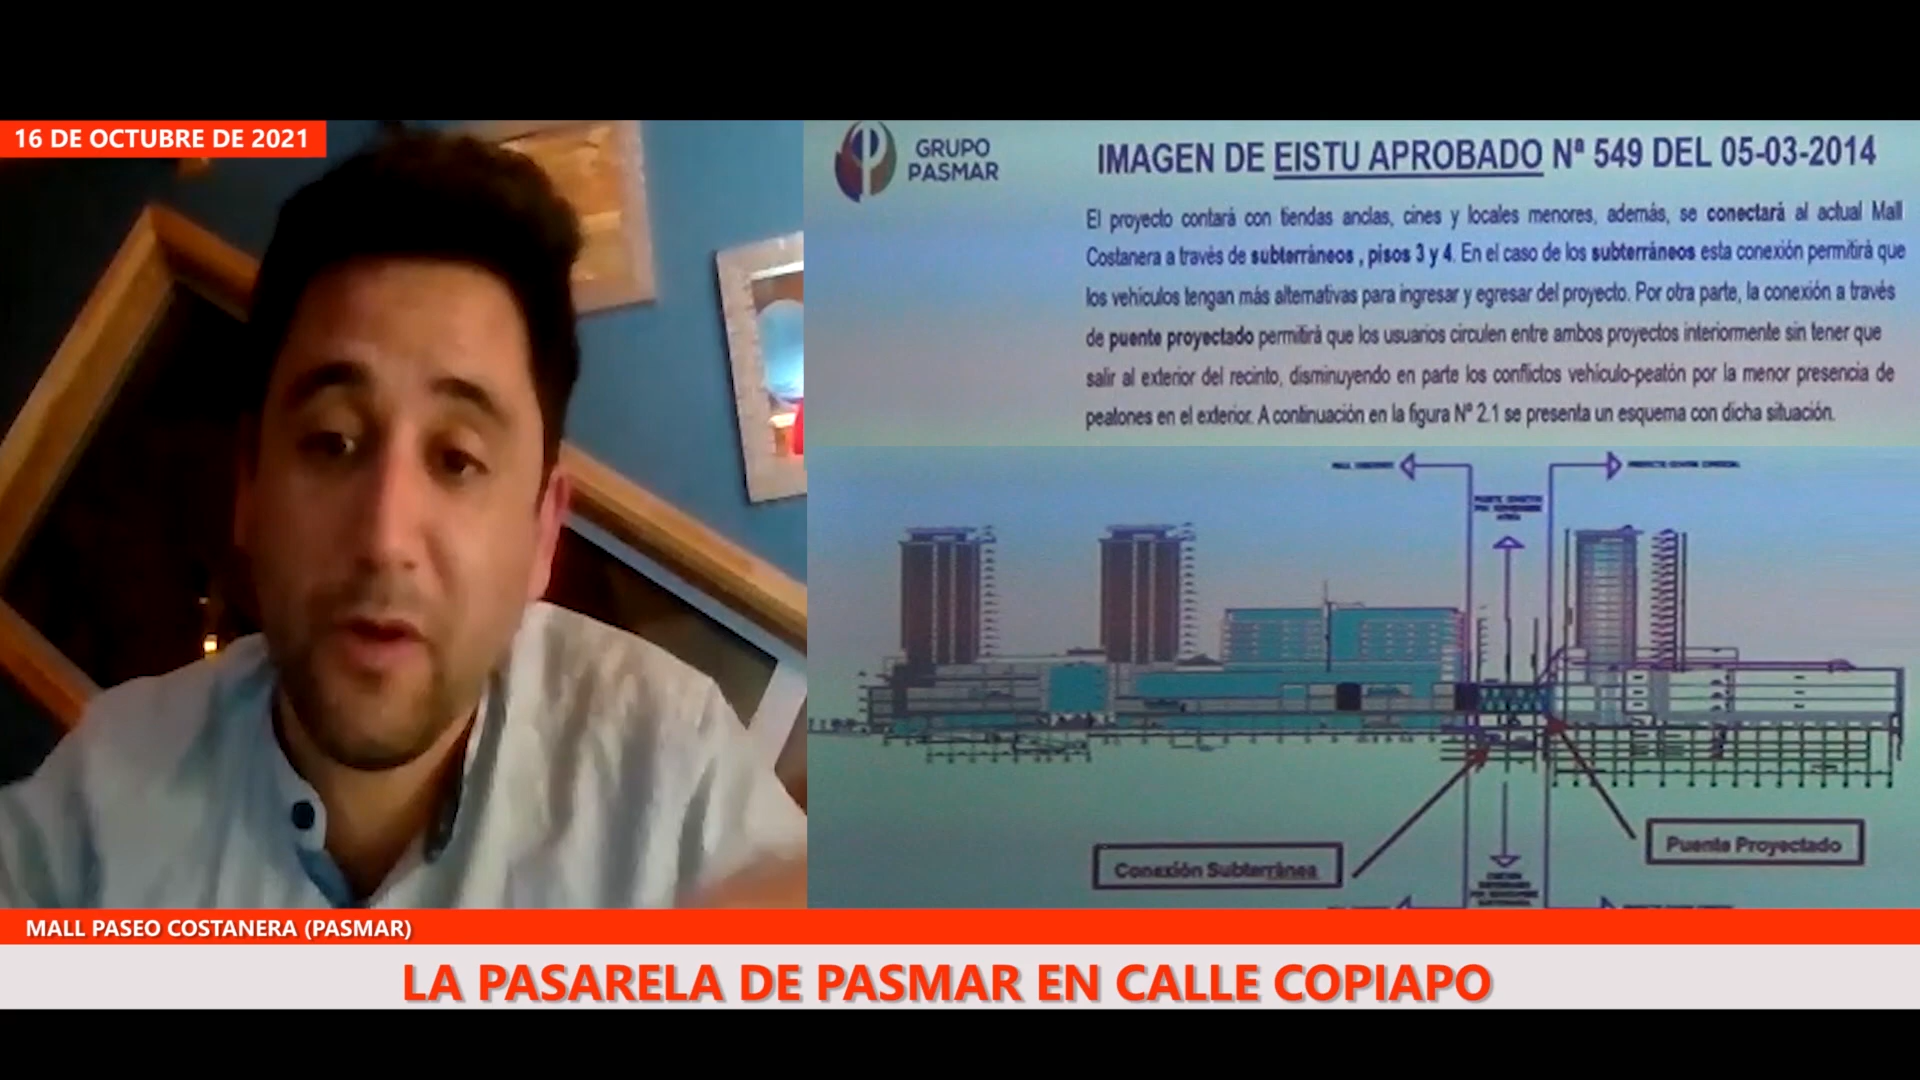 16 DE OCTUBRE DE 2021
GRUPO
PASMAR
IMAGEN DE EISTU APROBADO Nª 549 DEL 05-03-2014
El proyecto contará con tiendas anclas, cines y locales menores, además, se conectará al actual Mall
Costanera a través de subterráneos , pisos 3 y 4. En el caso de los subterráneos esta conexión permitirá que
los vehículos tengan más alternativas para ingresar y egresar del proyecto. Por otra parte, la conexión a través
de puente proyectado permitirá que los usuarios circulen entre ambos proyectos interiormente sin tener que
salir al exterior del recinto, disminuyendo en parte los conflictos vehículo-peatón por la menor presencia de
peatones en el exterior. A continuación en la figura Nº 2.1 se presenta un esquema con dicha situación.
Conexión Subterránea
Puente Proyectado
MALL PASEO COSTANERA (PASMAR)
LA PASARELA DE PASMAR EN CALLE COPIAPO